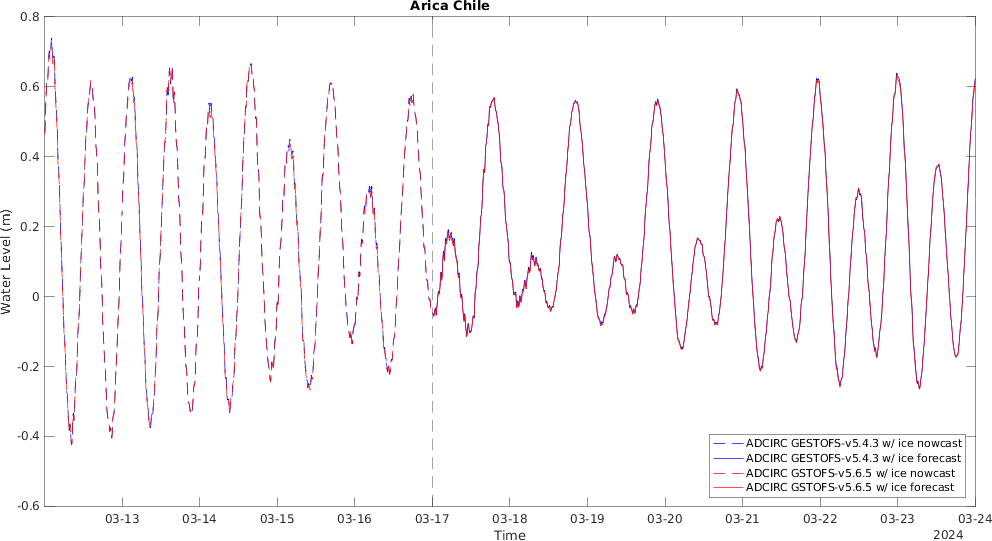 Arica Chile
0.8
0.6
0.4
0.2
0
-0.2
-0.4
-0.6
Water Level (m)
03-13 03-14 03-15 03-16 03-17 03-18 03-19 03-20 03-21 03-22 03-23 03-24
Time
2024
ADCIRC GESTOFS-v5.4.3 w/ ice nowcast
ADCIRC GESTOFS-v5.4.3 w/ ice forecast
ADCIRC GSTOFS-v5.6.5 w/ ice nowcast
ADCIRC GSTOFS-v5.6.5 w/ ice forecast